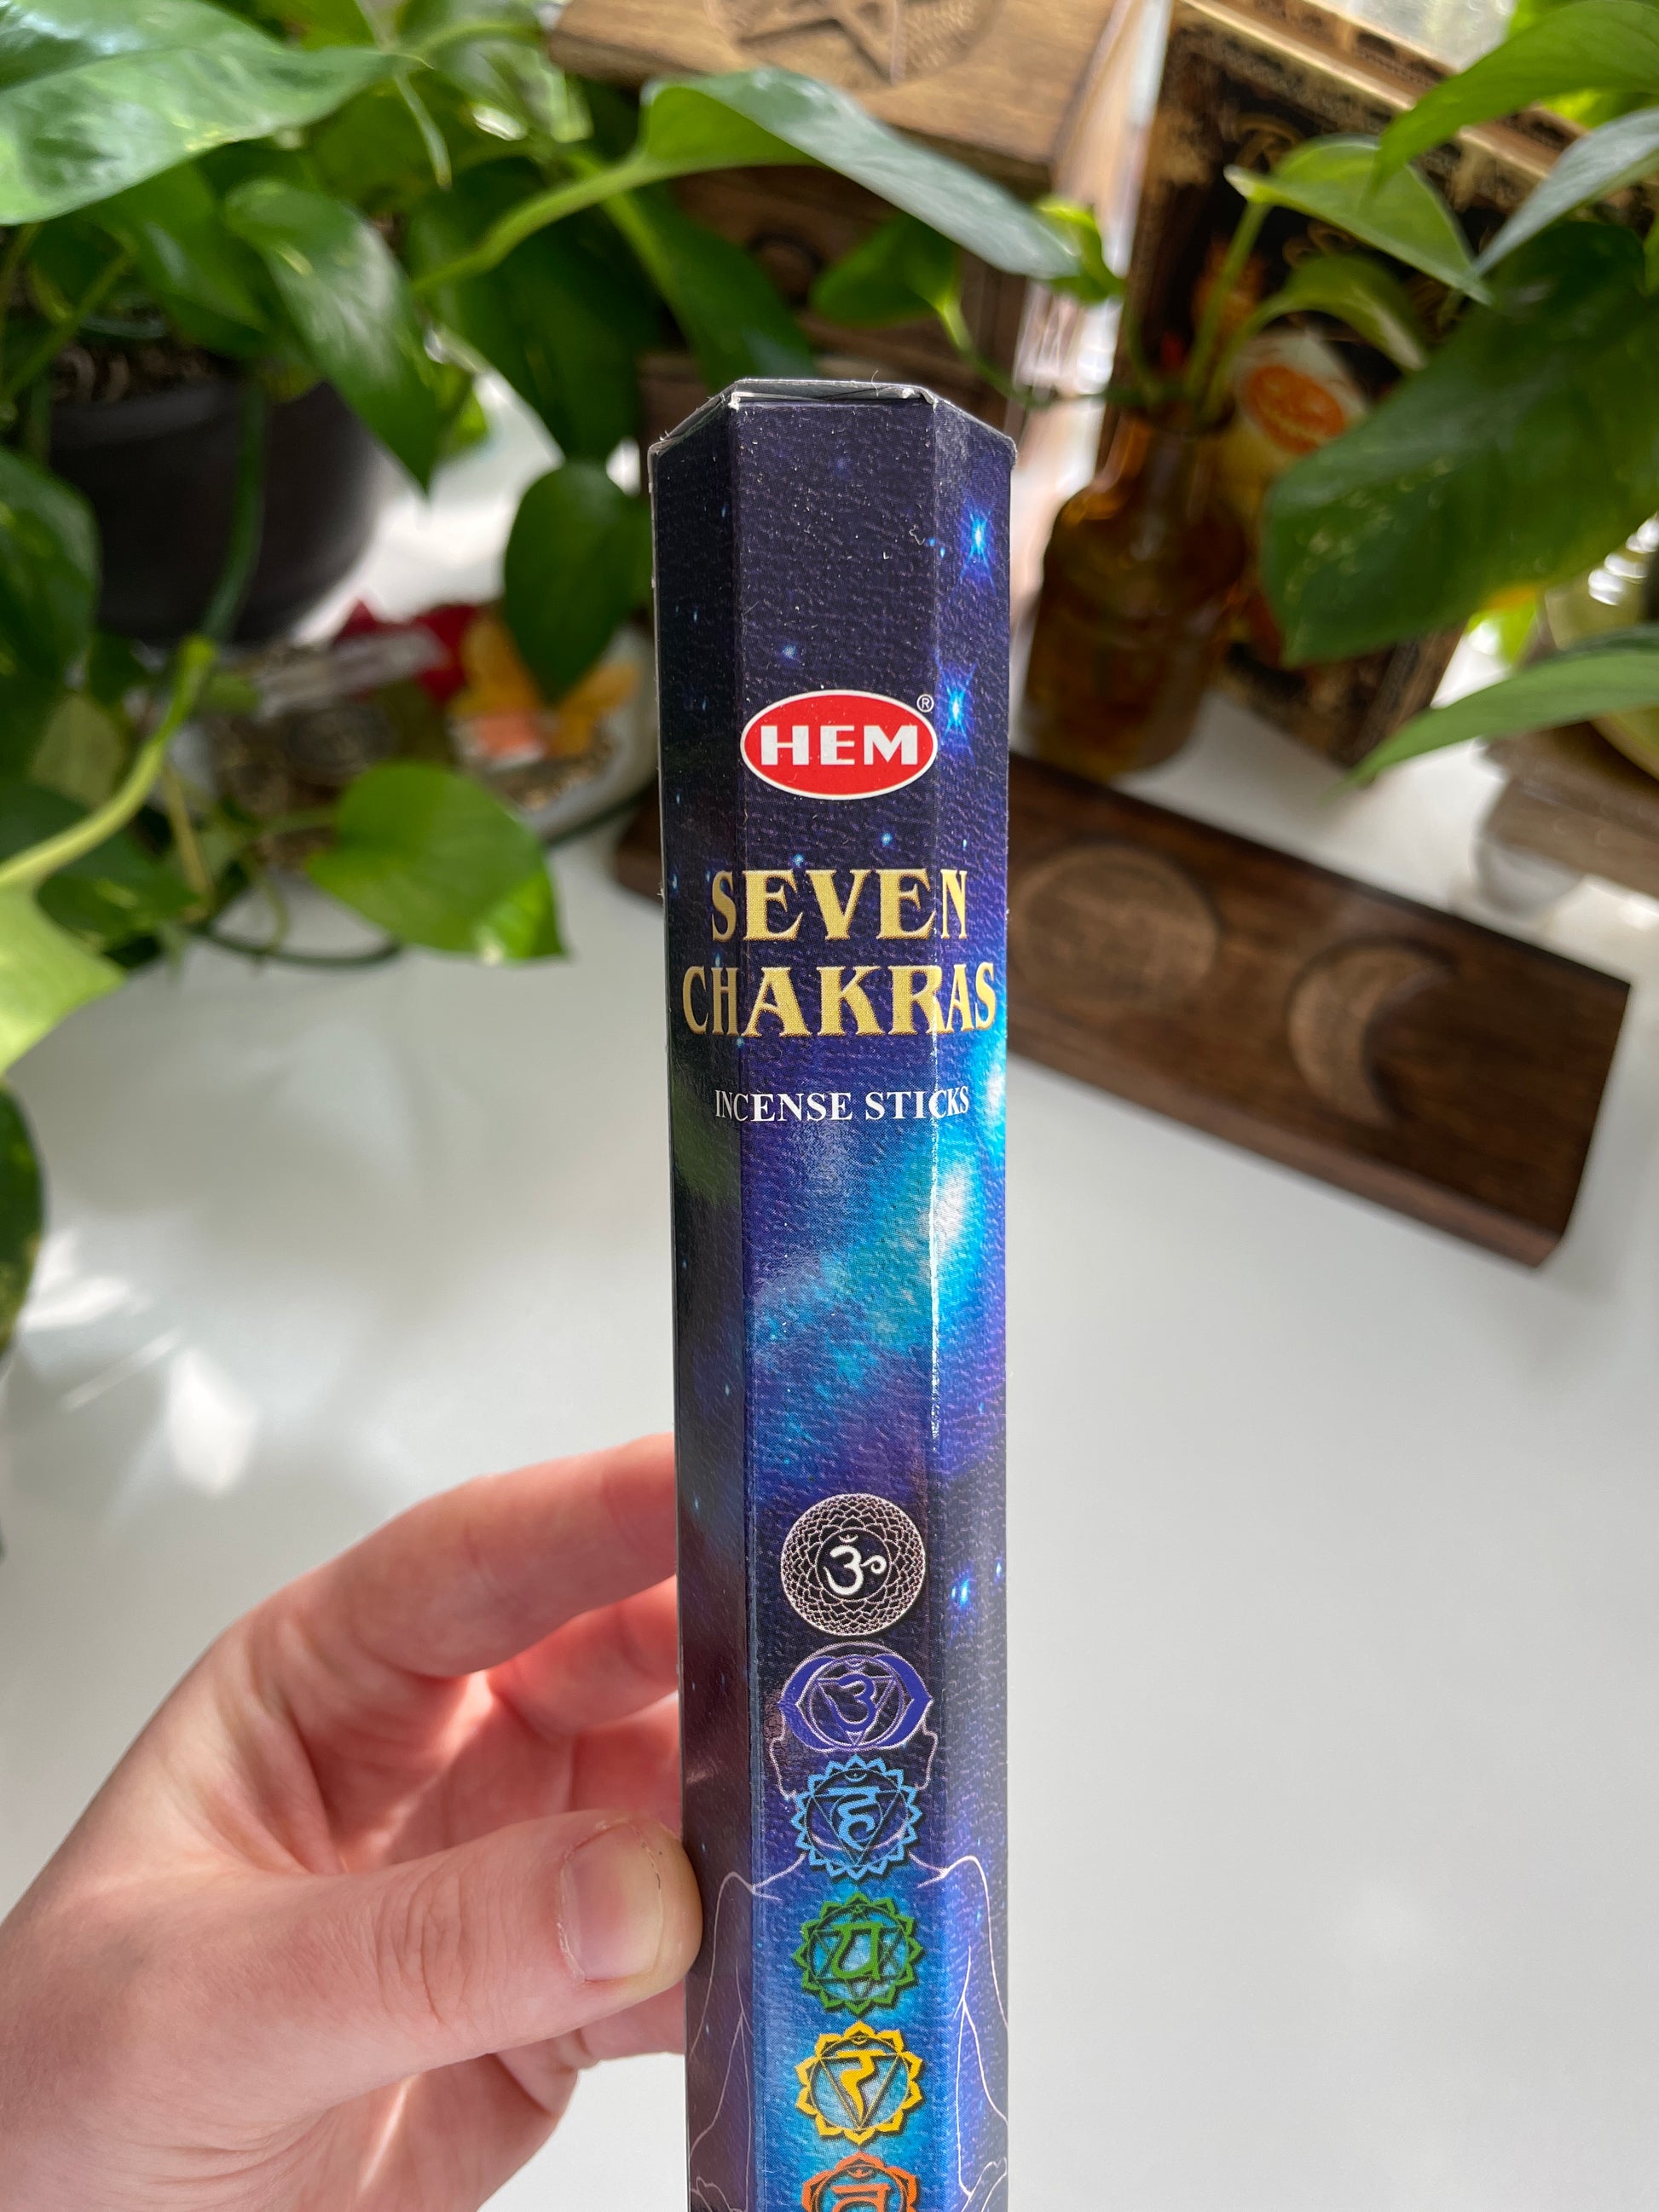 HEM®
SEVEN
CHAKRAS
INCENSE STICKS
ॐ
ॐ
हं
यं
रं
वं